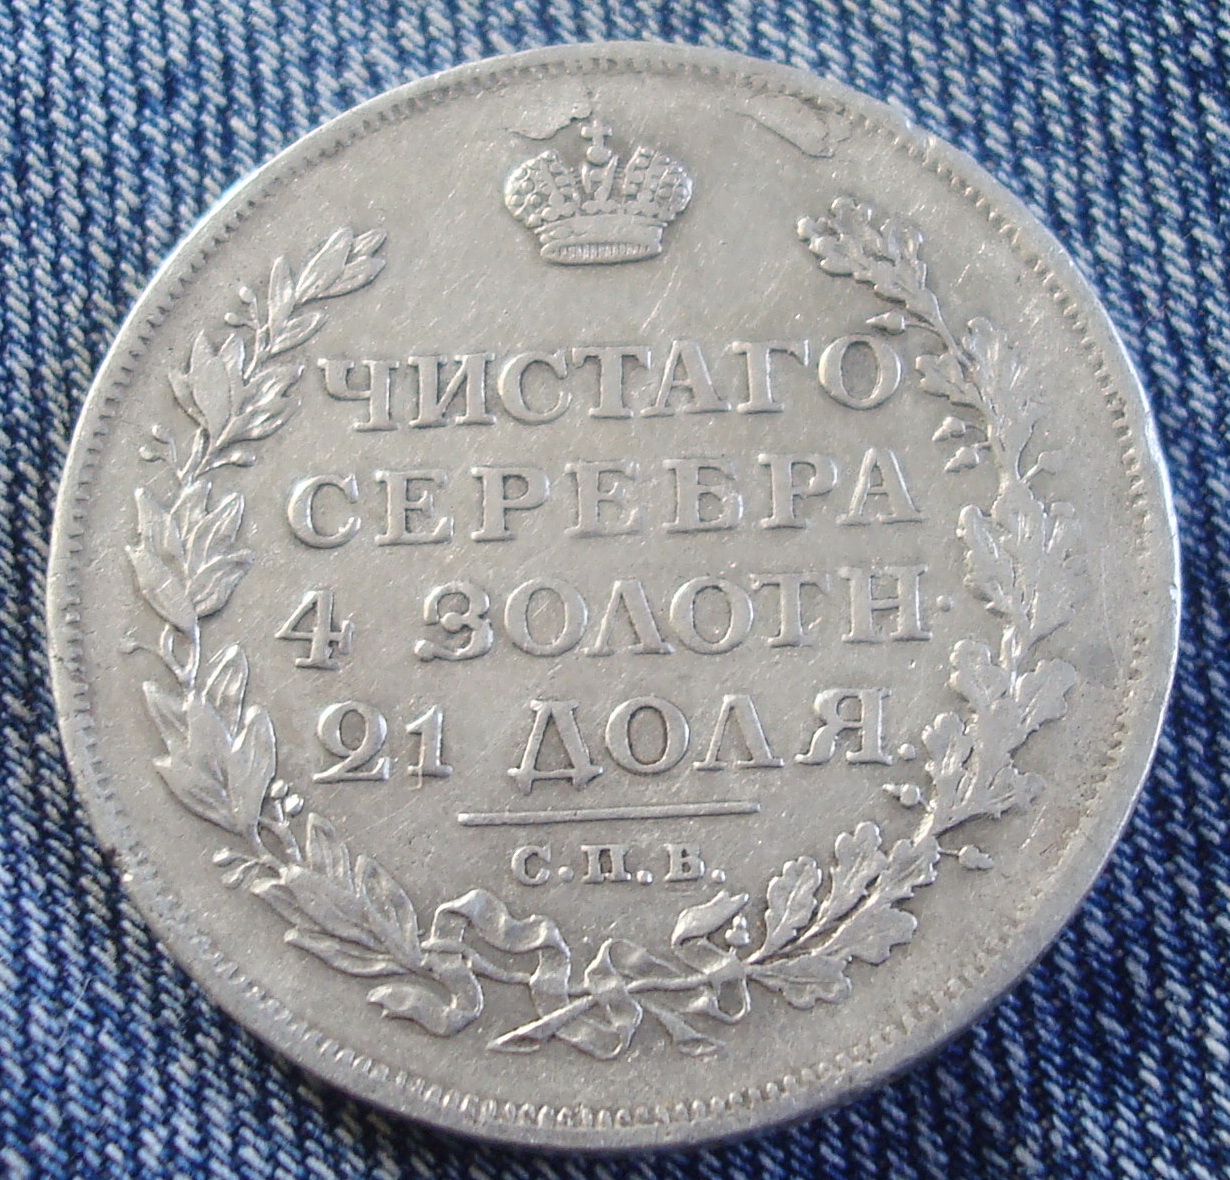 ЧИСТАГО
СЕРЕБРА
4 ЗОЛОТН.
21 ДОЛЯ.
С.П.Б.